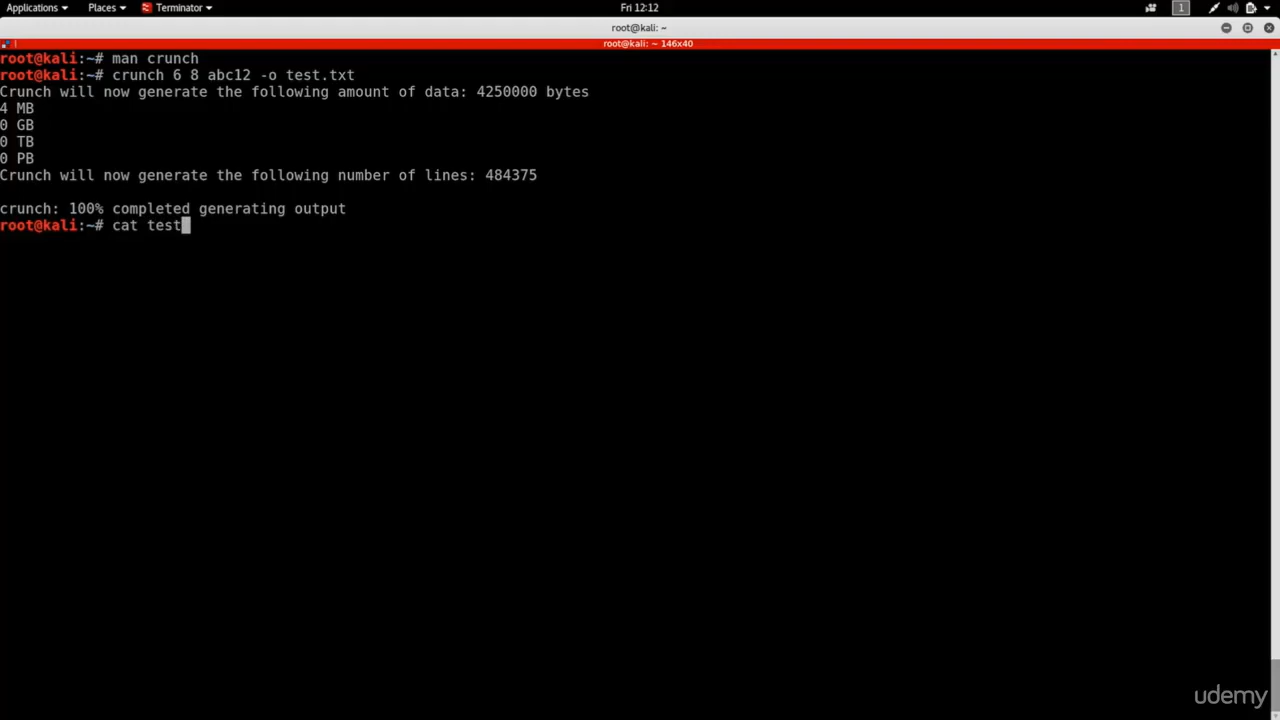 Applications Places Terminator Fri 12:12 1
root@kali: ~
root@kali: ~ 146x40
root@kali:~# man crunch
root@kali:~# crunch 6 8 abc12 -o test.txt
Crunch will now generate the following amount of data: 4250000 bytes
4 MB
0 GB
0 TB
0 PB
Crunch will now generate the following number of lines: 484375
crunch: 100% completed generating output
root@kali:~# cat test
udemy